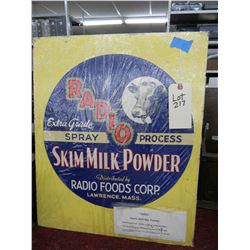 Lot
217
RADIO
Extra Grade
SPRAY PROCESS
SKIM MILK POWDER
Distributed by
RADIO FOODS CORP.
LAWRENCE, MASS.